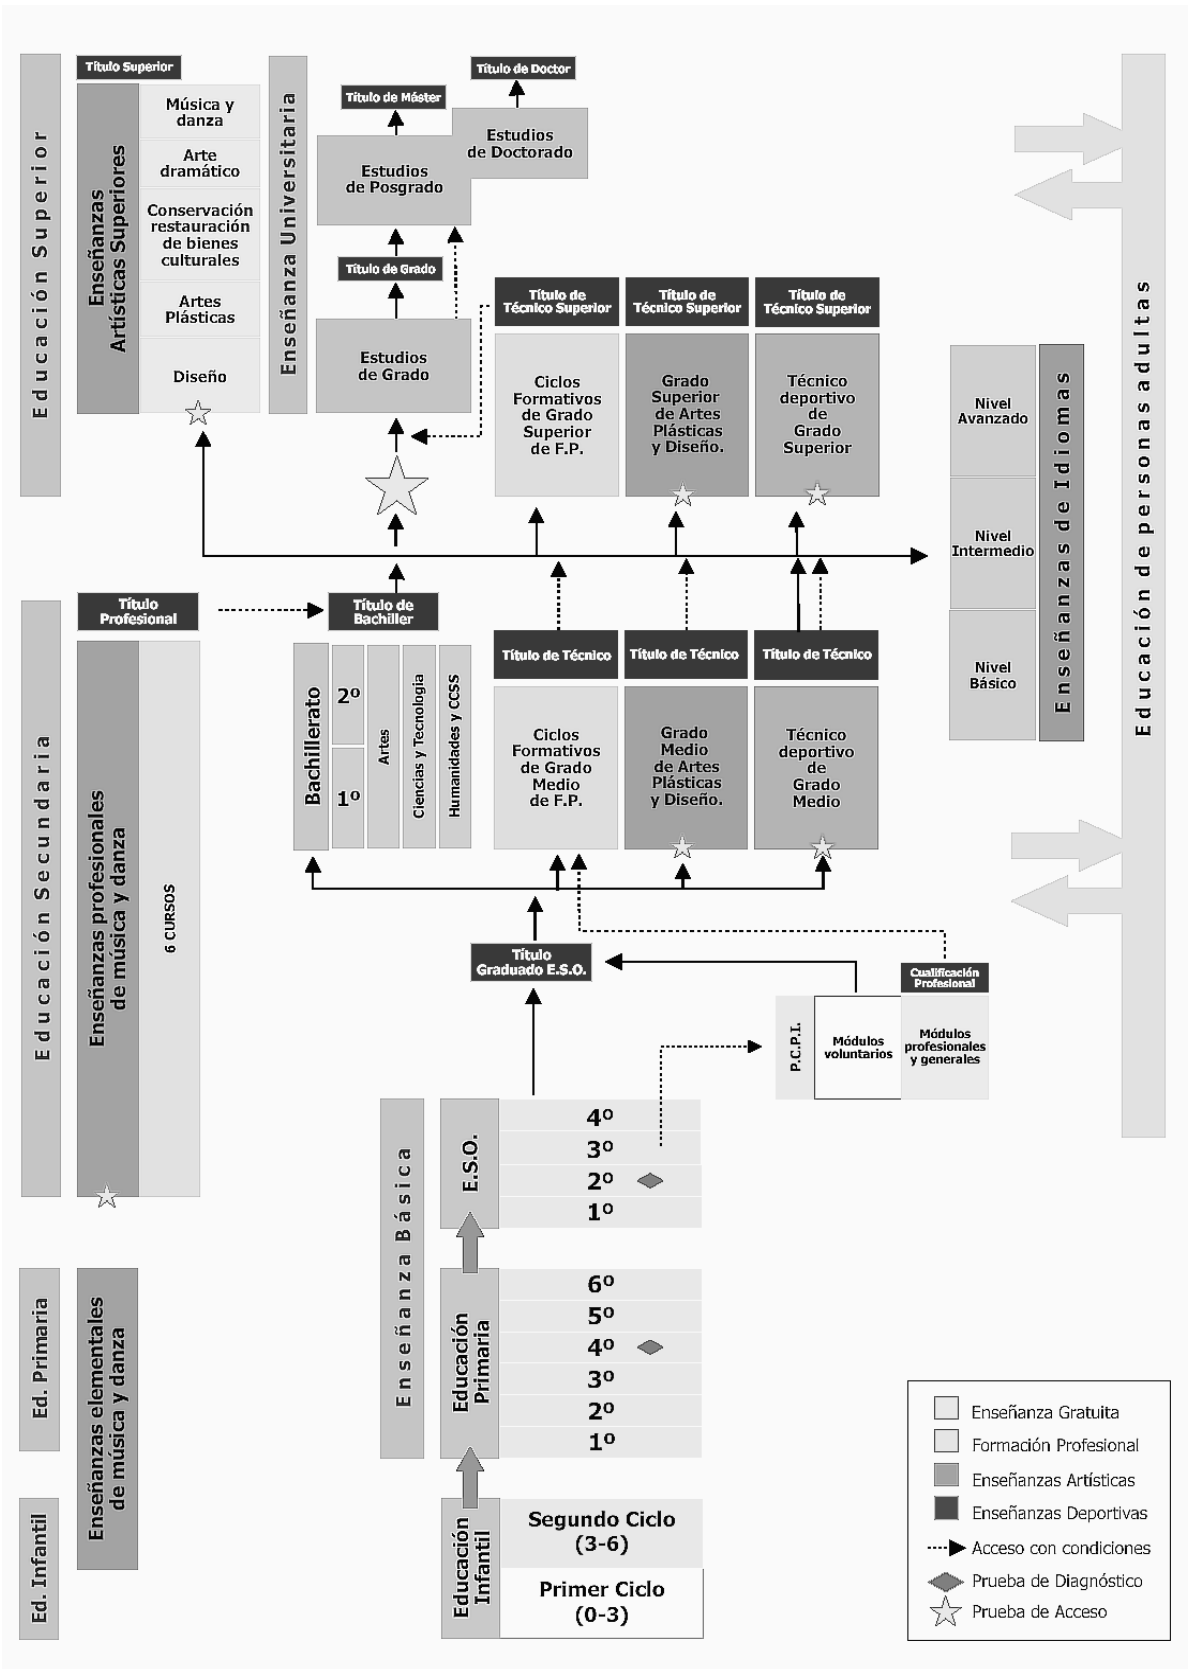 Educación Superior
Título Superior
Enseñanzas
Artísticas Superiores
Música y
danza
Arte
dramático
Conservación
restauración
de bienes
culturales
Artes
Plásticas
Diseño
Enseñanza Universitaria
Título de Máster
Título de Doctor
Estudios
de Posgrado
Estudios
de Doctorado
Título de Grado
Estudios
de Grado
Título de
Técnico Superior
Título de
Técnico Superior
Título de
Técnico Superior
Ciclos
Formativos
de Grado
Superior
de F.P.
Grado
Superior
de Artes
Plásticas
y Diseño.
Técnico
deportivo
de
Grado
Superior
Nivel
Avanzado
Nivel
Intermedio
Nivel
Básico
Enseñanzas de Idiomas
Educación de personas adultas
Educación Secundaria
Título
Profesional
Enseñanzas profesionales
de música y danza
6 CURSOS
Título de
Bachiller
Bachillerato
2º
1º
Artes
Ciencias y Tecnologia
Humanidades y CCSS
Título de Técnico
Título de Técnico
Título de Técnico
Ciclos
Formativos
de Grado
Medio
de F.P.
Grado
Medio
de Artes
Plásticas
y Diseño.
Técnico
deportivo
de
Grado
Medio
Título
Graduado E.S.O.
Cualificación
Profesional
P.C.P.I.
Módulos
voluntarios
Módulos
profesionales
y generales
Enseñanza Básica
E.S.O.
4º
3º
2º
1º
Ed. Primaria
Enseñanzas elementales
de música y danza
Educación
Primaria
6º
5º
4º
3º
2º
1º
Ed. Infantil
Educación
Infantil
Segundo Ciclo
(3-6)
Primer Ciclo
(0-3)
Enseñanza Gratuita
Formación Profesional
Enseñanzas Artísticas
Enseñanzas Deportivas
Acceso con condiciones
Prueba de Diagnóstico
Prueba de Acceso